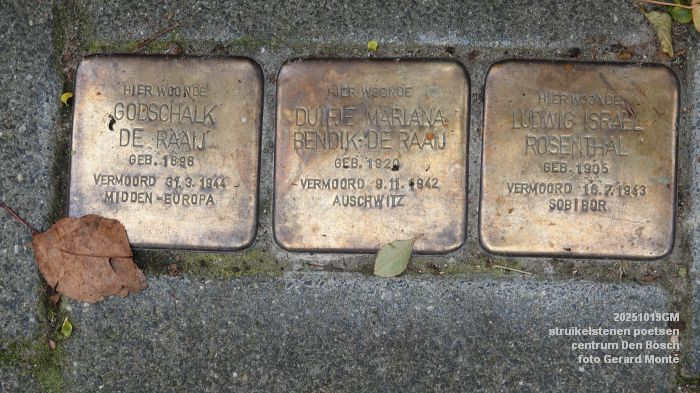 HIER WOONDE
GODSCHALK
DE RAAIJ
GEB. 1898
VERMOORD 31.3.1944
MIDDEN-EUROPA
HIER WOONDE
DUIFJE MARIANA
BENDIK-DE RAAIJ
GEB. 1920
VERMOORD 9.11.1942
AUSCHWITZ
HIER WOONDE
LUDWIG ISRAEL
ROSENTHAL
GEB. 1905
VERMOORD 16.7.1943
SOBIBOR
20251019GM
struikelstenen poetsen
centrum Den Bosch
foto Gerard Monté